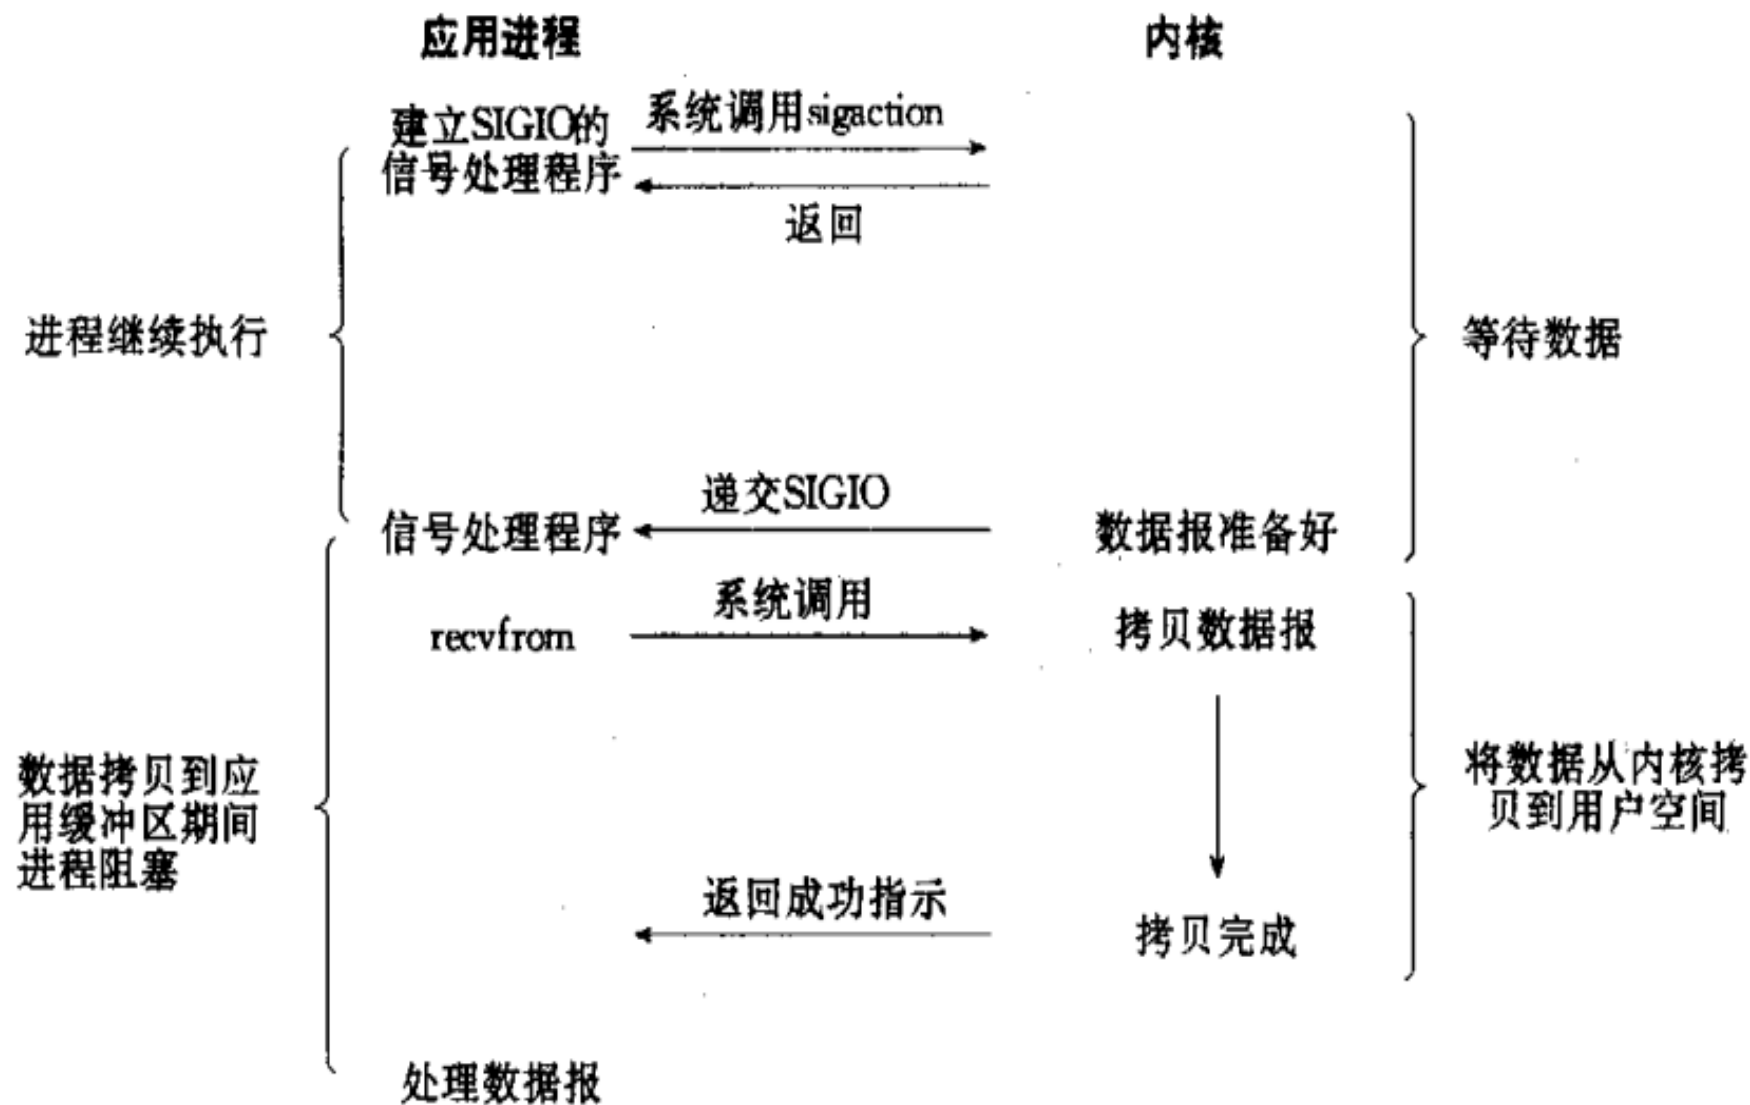 应用进程
内核
建立SIGIO的
信号处理程序
系统调用sigaction
返回
进程继续执行
等待数据
递交SIGIO
信号处理程序
数据报准备好
系统调用
recvfrom
拷贝数据报
数据拷贝到应
用缓冲区期间
进程阻塞
将数据从内核拷
贝到用户空间
返回成功指示
拷贝完成
处理数据报